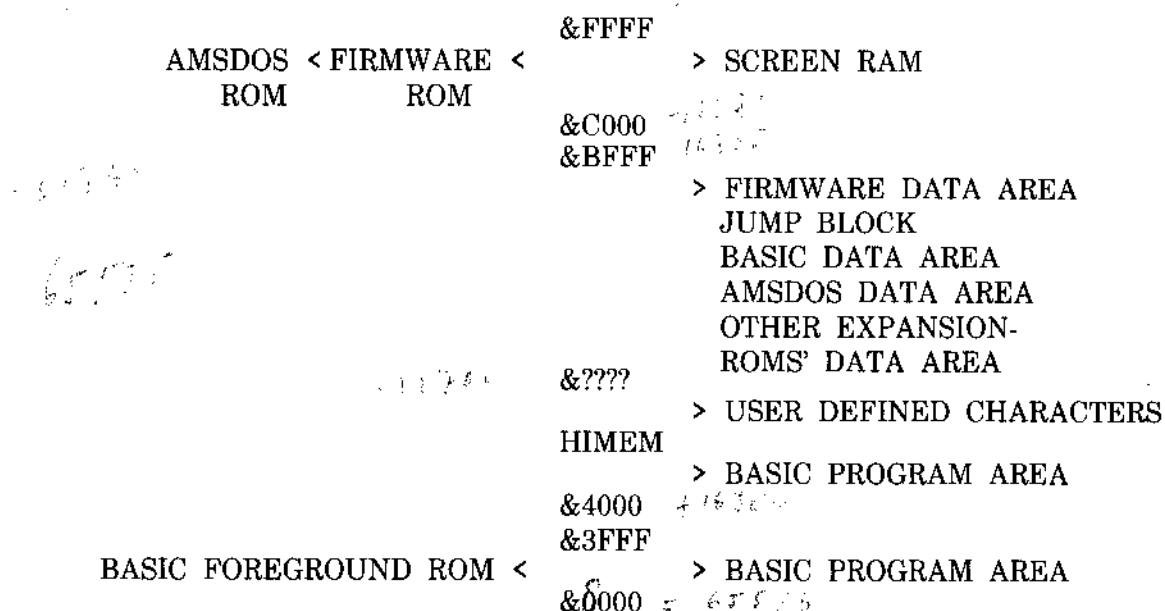 &FFFF
AMSDOS < FIRMWARE < > SCREEN RAM
ROM ROM
&C000
&BFFF
> FIRMWARE DATA AREA
JUMP BLOCK
BASIC DATA AREA
AMSDOS DATA AREA
OTHER EXPANSION-
ROMS' DATA AREA
&????
> USER DEFINED CHARACTERS
HIMEM
> BASIC PROGRAM AREA
&4000
&3FFF
BASIC FOREGROUND ROM < > BASIC PROGRAM AREA
&0000